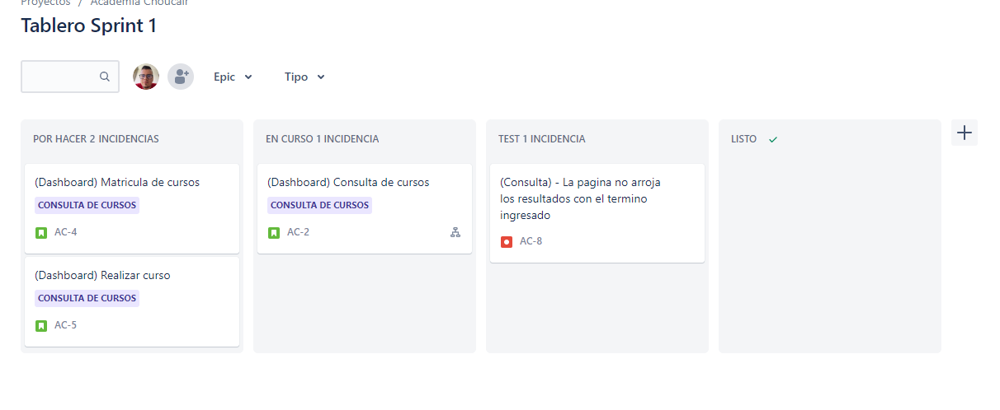 Proyectos / Academia Choucair
Tablero Sprint 1
Epic
Tipo
POR HACER 2 INCIDENCIAS
(Dashboard) Matricula de cursos
CONSULTA DE CURSOS
AC-4
(Dashboard) Realizar curso
CONSULTA DE CURSOS
AC-5
EN CURSO 1 INCIDENCIA
(Dashboard) Consulta de cursos
CONSULTA DE CURSOS
AC-2
TEST 1 INCIDENCIA
(Consulta) - La pagina no arroja
los resultados con el termino
ingresado
AC-8
LISTO